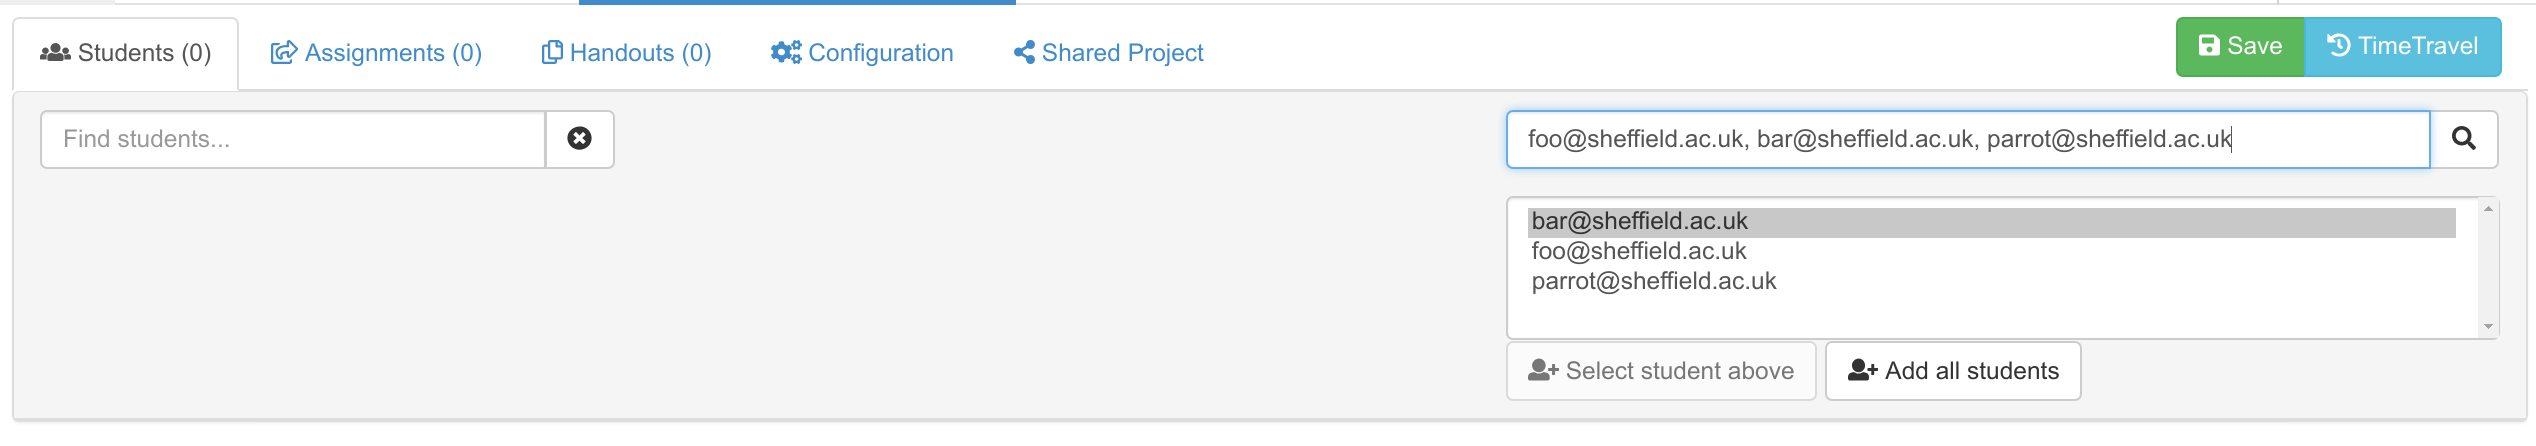 Students (0)
Assignments (0)
Handouts (0)
Configuration
Shared Project
Save
TimeTravel
Find students...
foo@sheffield.ac.uk, bar@sheffield.ac.uk, parrot@sheffield.ac.uk
bar@sheffield.ac.uk
foo@sheffield.ac.uk
parrot@sheffield.ac.uk
Select student above
Add all students